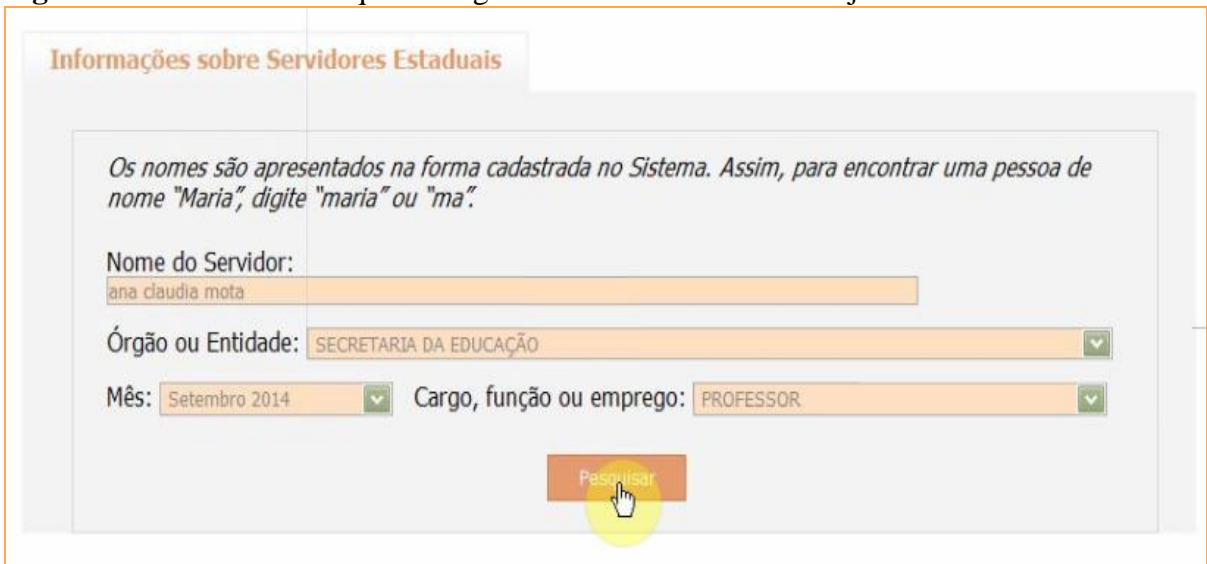 Informações sobre Servidores Estaduais
Os nomes são apresentados na forma cadastrada no Sistema. Assim, para encontrar uma pessoa de
nome "Maria", digite "maria" ou "ma".
Nome do Servidor:
ana claudia mota
Órgão ou Entidade: SECRETARIA DA EDUCAÇÃO
Mês: Setembro 2014 Cargo, função ou emprego: PROFESSOR
Pesquisar